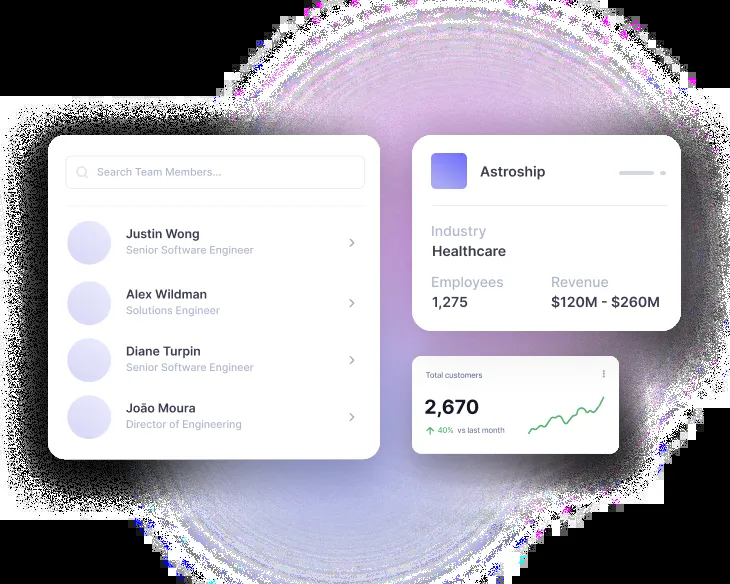 Search Team Members...
Justin Wong
Senior Software Engineer
Alex Wildman
Solutions Engineer
Diane Turpin
Senior Software Engineer
João Moura
Director of Engineering
Astroship
Industry
Healthcare
Employees
Revenue
1,275
$120M - $260M
Total customers
2,670
40% vs last month